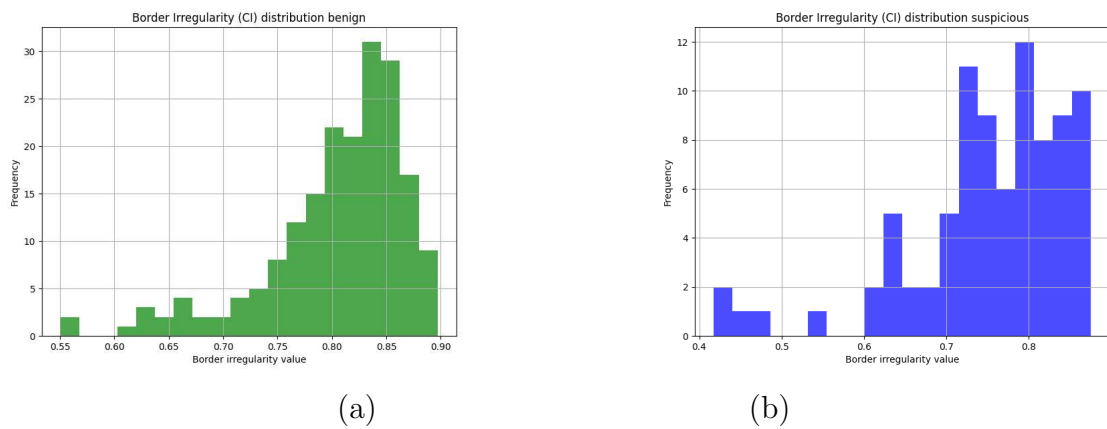 Border Irregularity (CI) distribution benign
30
25
20
15
10
5
0
Frequency
0.55 0.60 0.65 0.70 0.75 0.80 0.85 0.90
Border irregularity value
(a)
Border Irregularity (CI) distribution suspicious
12
10
8
6
4
2
0
Frequency
0.4 0.5 0.6 0.7 0.8
Border irregularity value
(b)